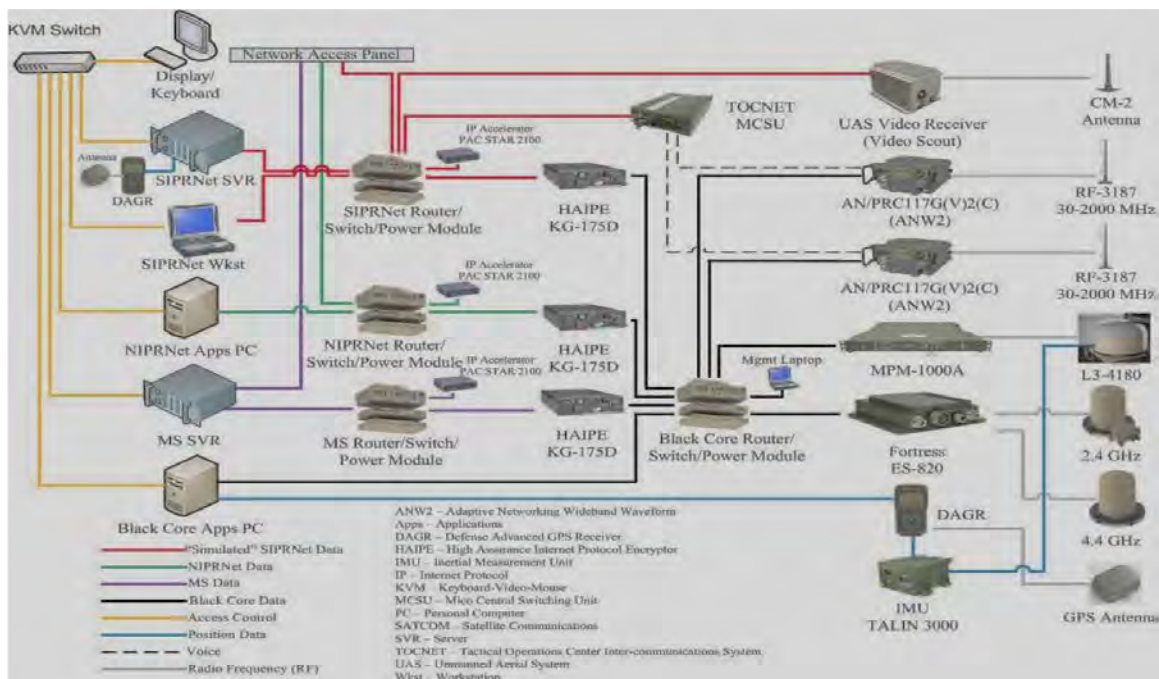 KVM Switch
Display/
Keyboard
Network Access Panel
Antenna
DAGR
SIPRNet SVR
SIPRNet Wkst
NIPRNet Apps PC
MS SVR
Black Core Apps PC
IP Accelerator
PAC STAR 2100
SIPRNet Router/
Switch/Power Module
HAIPE
KG-175D
IP Accelerator
PAC STAR 2100
NIPRNet Router/
Switch/Power Module
HAIPE
KG-175D
IP Accelerator
PAC STAR 2100
MS Router/Switch/
Power Module
HAIPE
KG-175D
TOCNET
MCSU
UAS Video Receiver
(Video Scout)
CM-2
Antenna
AN/PRC117G(V)2(C)
(ANW2)
RF-3187
30-2000 MHz
AN/PRC117G(V)2(C)
(ANW2)
RF-3187
30-2000 MHz
MPM-1000A
L3-4180
Mgmt Laptop
Black Core Router/
Switch/Power Module
Fortress
ES-820
2.4 GHz
4.4 GHz
DAGR
IMU
TALIN 3000
GPS Antenna
"Simulated" SIPRNet Data
NIPRNet Data
MS Data
Black Core Data
Access Control
Position Data
Voice
Radio Frequency (RF)
ANW2 – Adaptive Networking Wideband Waveform
Apps – Applications
DAGR – Defense Advanced GPS Receiver
HAIPE – High Assurance Internet Protocol Encryptor
IMU – Inertial Measurement Unit
IP – Internet Protocol
KVM – Keyboard-Video-Mouse
MCSU – Mico Central Switching Unit
PC – Personal Computer
SATCOM – Satellite Communications
SVR – Server
TOCNET – Tactical Operations Center Inter-communications System
UAS – Unmanned Aerial System
Wkst – Workstation